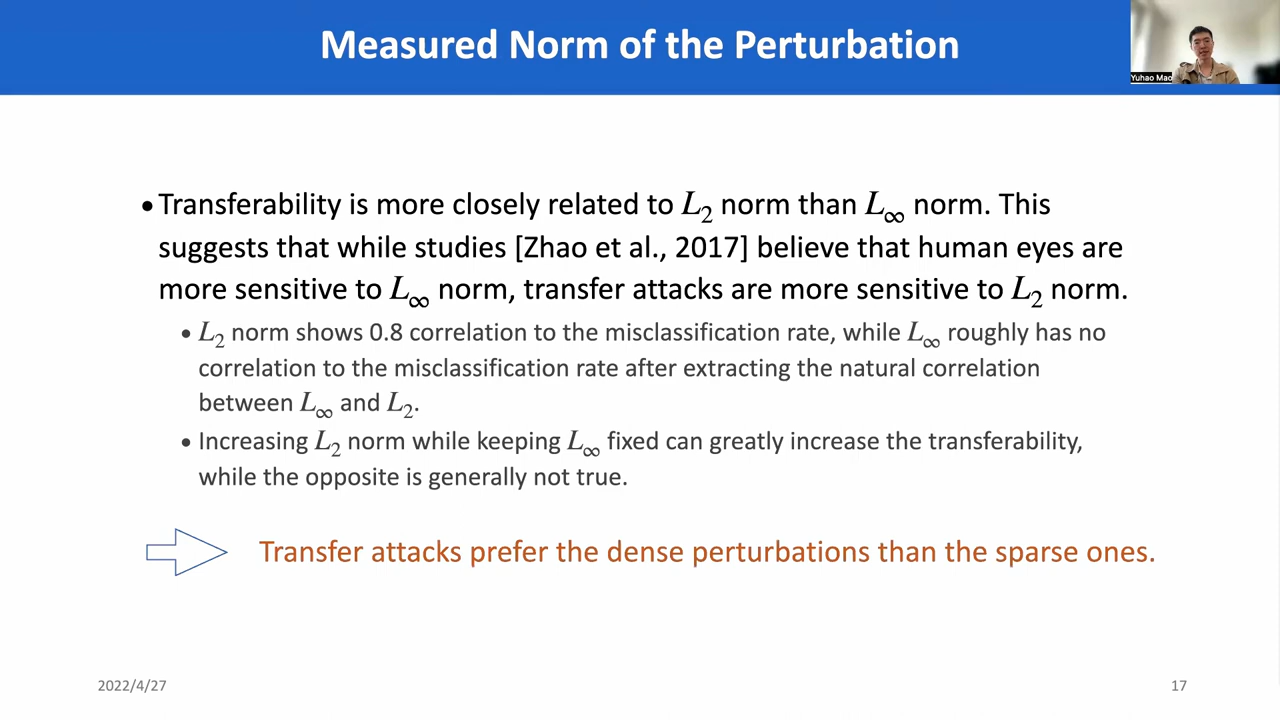 Measured Norm of the Perturbation
Yuhao Mao
• Transferability is more closely related to L₂ norm than L∞ norm. This
suggests that while studies [Zhao et al., 2017] believe that human eyes are
more sensitive to L∞ norm, transfer attacks are more sensitive to L₂ norm.
• L₂ norm shows 0.8 correlation to the misclassification rate, while L∞ roughly has no
correlation to the misclassification rate after extracting the natural correlation
between L∞ and L₂.
• Increasing L₂ norm while keeping L∞ fixed can greatly increase the transferability,
while the opposite is generally not true.
Transfer attacks prefer the dense perturbations than the sparse ones.
2022/4/27
17